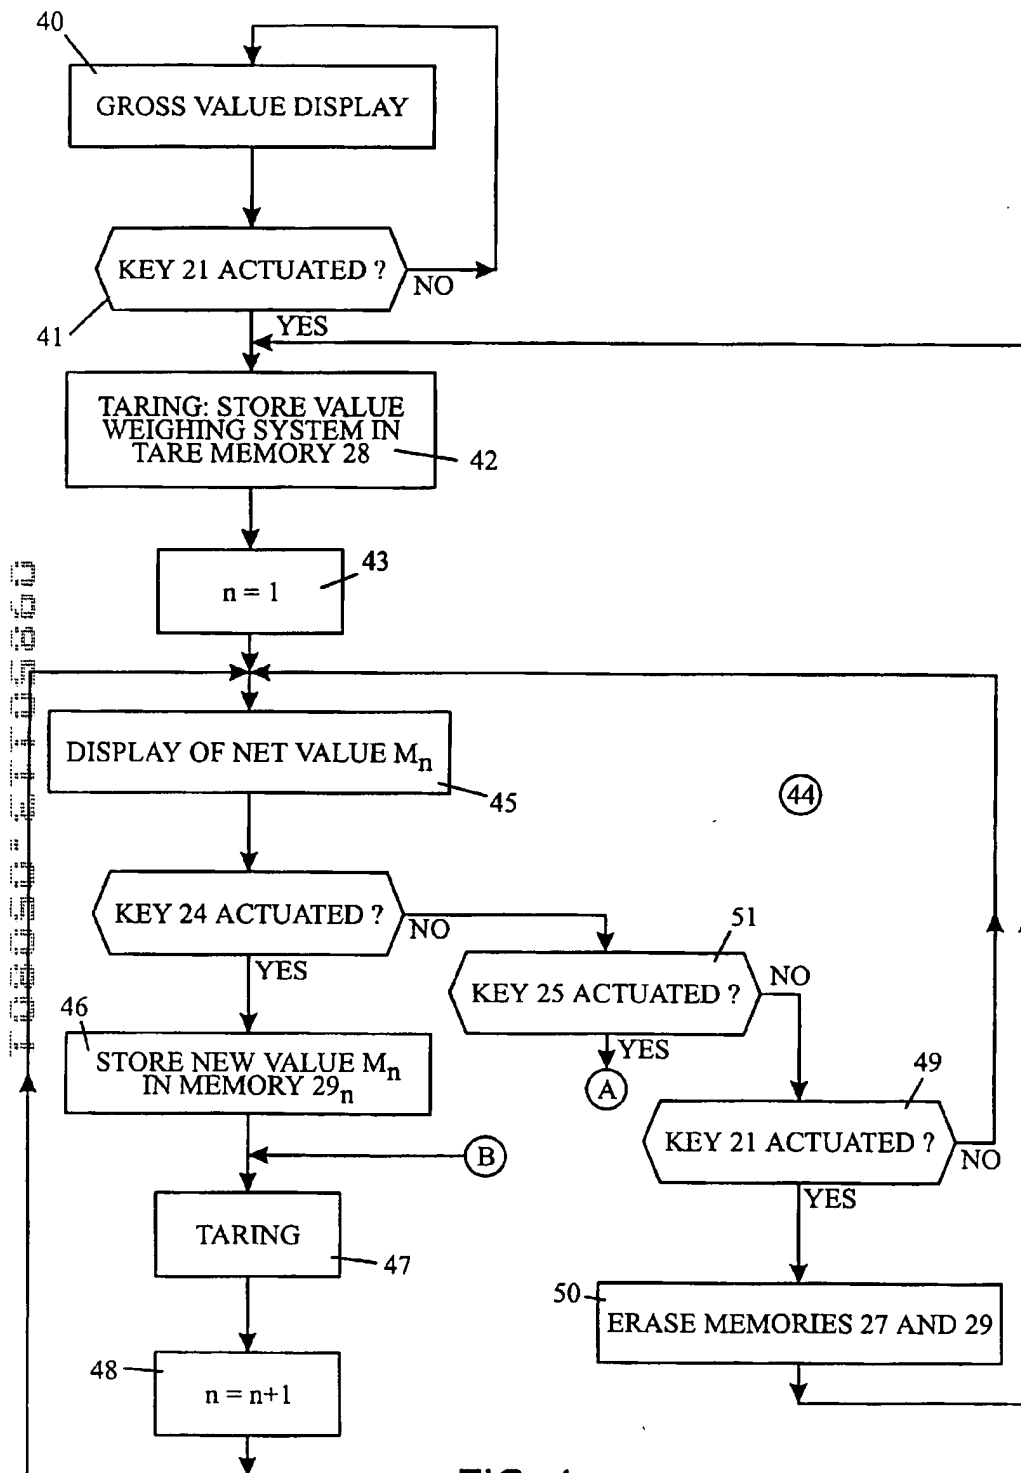 40
GROSS VALUE DISPLAY
KEY 21 ACTUATED ?
NO
41
YES
TARING: STORE VALUE
WEIGHING SYSTEM IN
TARE MEMORY 28
42
43
n = 1
DISPLAY OF NET VALUE Mn
45
44
KEY 24 ACTUATED ?
NO
51
YES
KEY 25 ACTUATED ?
NO
46
STORE NEW VALUE Mn
IN MEMORY 29n
YES
A
49
KEY 21 ACTUATED ?
NO
B
YES
TARING
47
50
ERASE MEMORIES 27 AND 29
48
n = n+1